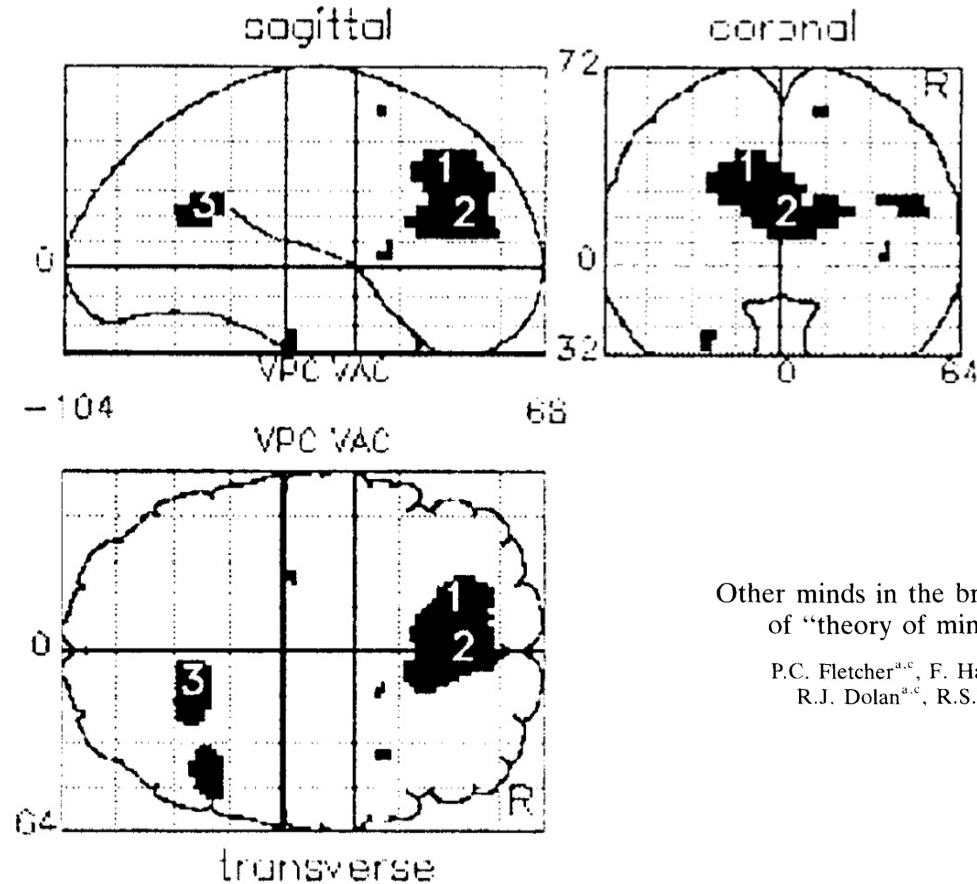 sagittal
coronal
72
R
1
2
3
1
2
0
0
32
VPC VAC
0
64
-104
68
VPC VAC
1
2
3
0
R
64
transverse
Other minds in the br
of “theory of min
P.C. Fletcher a,c, F. Ha
R.J. Dolan a,c, R.S.